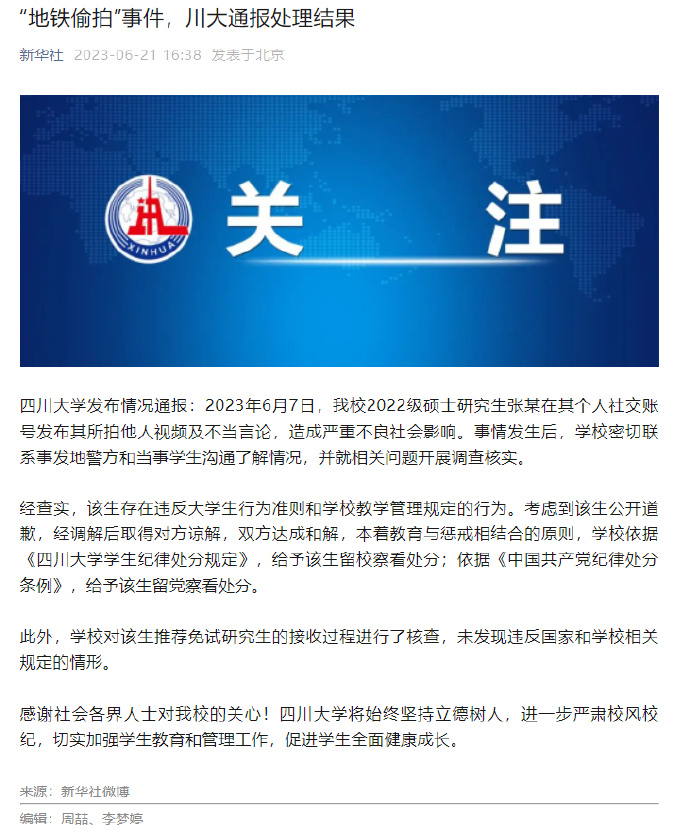 “地铁偷拍”事件，川大通报处理结果
新华社 2023-06-21 16:38 发表于北京
讯
XINHUA
关 注
四川大学发布情况通报：2023年6月7日，我校2022级硕士研究生张某在其个人社交账
号发布其所拍他人视频及不当言论，造成严重不良社会影响。事情发生后，学校密切联
系事发地警方和当事学生沟通了解情况，并就相关问题开展调查核实。
经查实，该生存在违反大学生行为准则和学校教学管理规定的行为。考虑到该生公开道
歉，经调解后取得对方谅解，双方达成和解，本着教育与惩戒相结合的原则，学校依据
《四川大学学生纪律处分规定》，给予该生留校察看处分；依据《中国共产党纪律处分
条例》，给予该生留党察看处分。
此外，学校对该生推荐免试研究生的接收过程进行了核查，未发现违反国家和学校相关
规定的情形。
感谢社会各界人士对我校的关心！四川大学将始终坚持立德树人，进一步严肃校风校
纪，切实加强学生教育和管理工作，促进学生全面健康成长。
来源：新华社微博
编辑：周喆、李梦婷